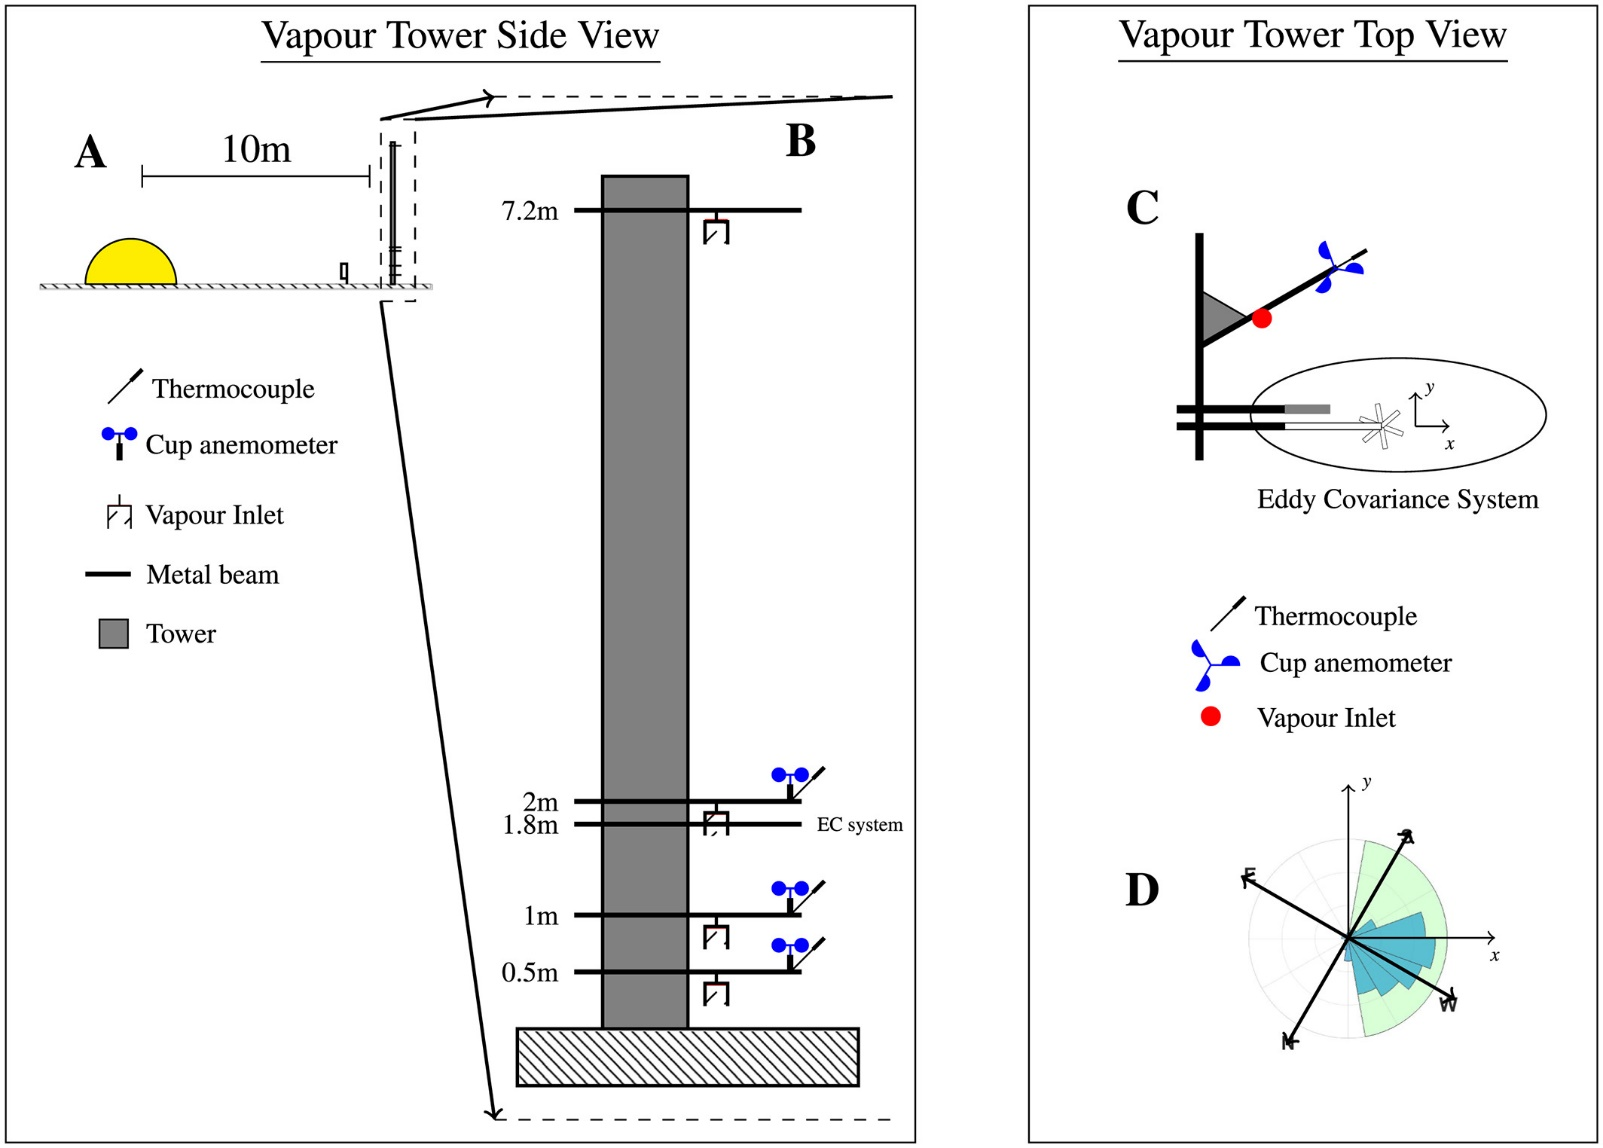 Vapour Tower Side View
A
10m
B
7.2m
Thermocouple
Cup anemometer
Vapour Inlet
Metal beam
Tower
2m
1.8m
EC system
1m
0.5m
Vapour Tower Top View
C
y
x
Eddy Covariance System
Thermocouple
Cup anemometer
Vapour Inlet
y
S
E
D
x
W
N